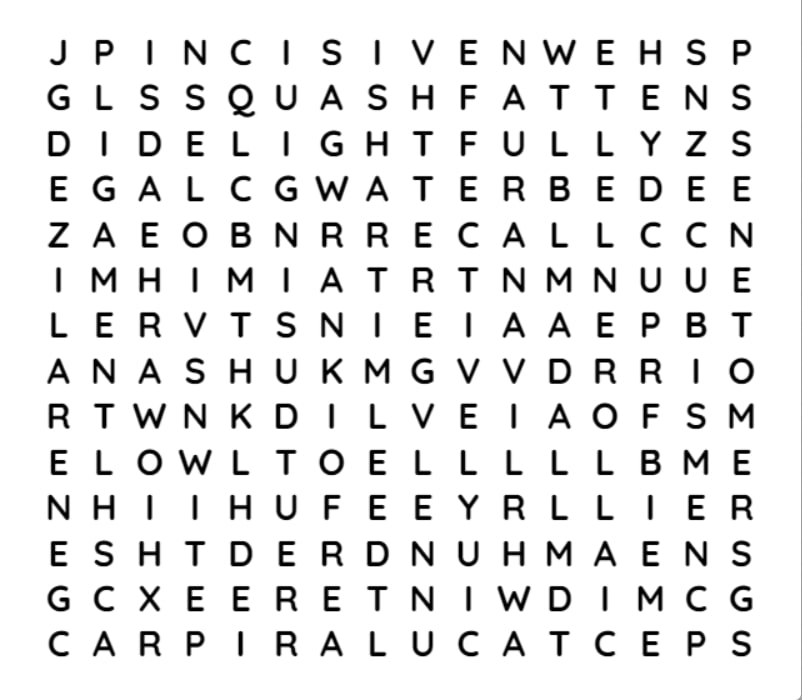 J P I N C I S I V E N W E H S P
G L S S Q U A S H F A T T E N S
D I D E L I G H T F U L L Y Z S
E G A L C G W A T E R B E D E E
Z A E O B N R R E C A L L C C N
I M H I M I A T R T N M N U U E
L E R V T S N I E I A A E P B T
A N A S H U K M G V V D R R I O
R T W N K D I L V E I A O F S M
E L O W L T O E L L L L L B M E
N H I I H U F E E Y R L L I E R
E S H T D E R D N U H M A E N S
G C X E E R E T N I W D I M C G
C A R P I R A L U C A T C E P S